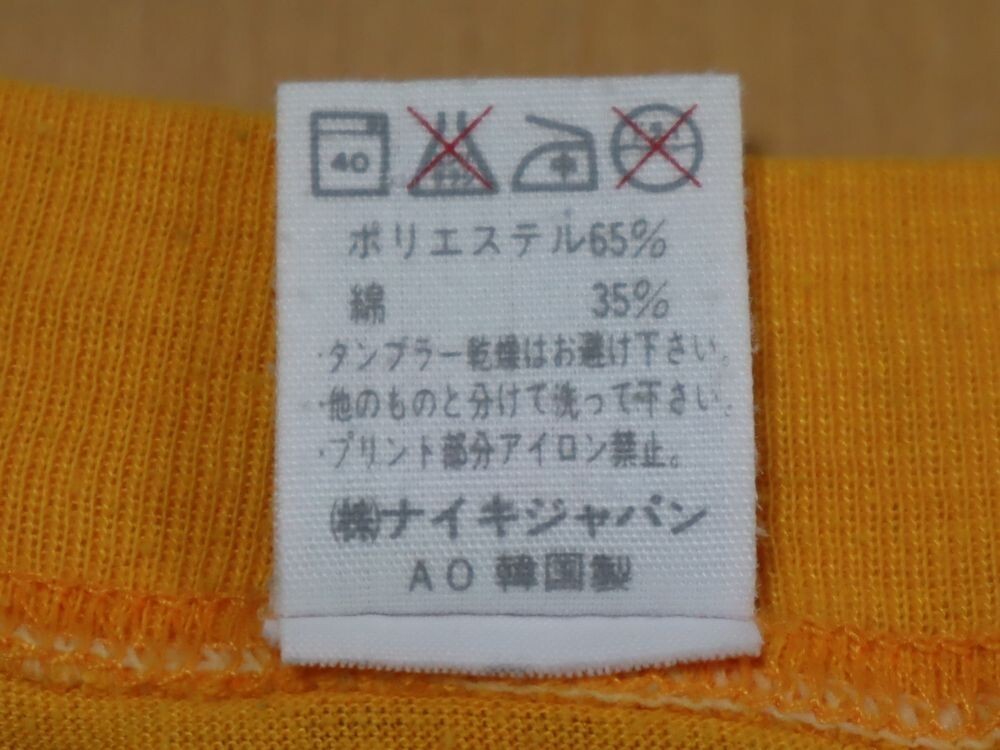 40 中
ポリエステル65%
綿 35%
・タンブラー乾燥はお避け下さい。
・他のものと分けて洗って下さい。
・プリント部分アイロン禁止。
㈱ナイキジャパン
AO 韓国製